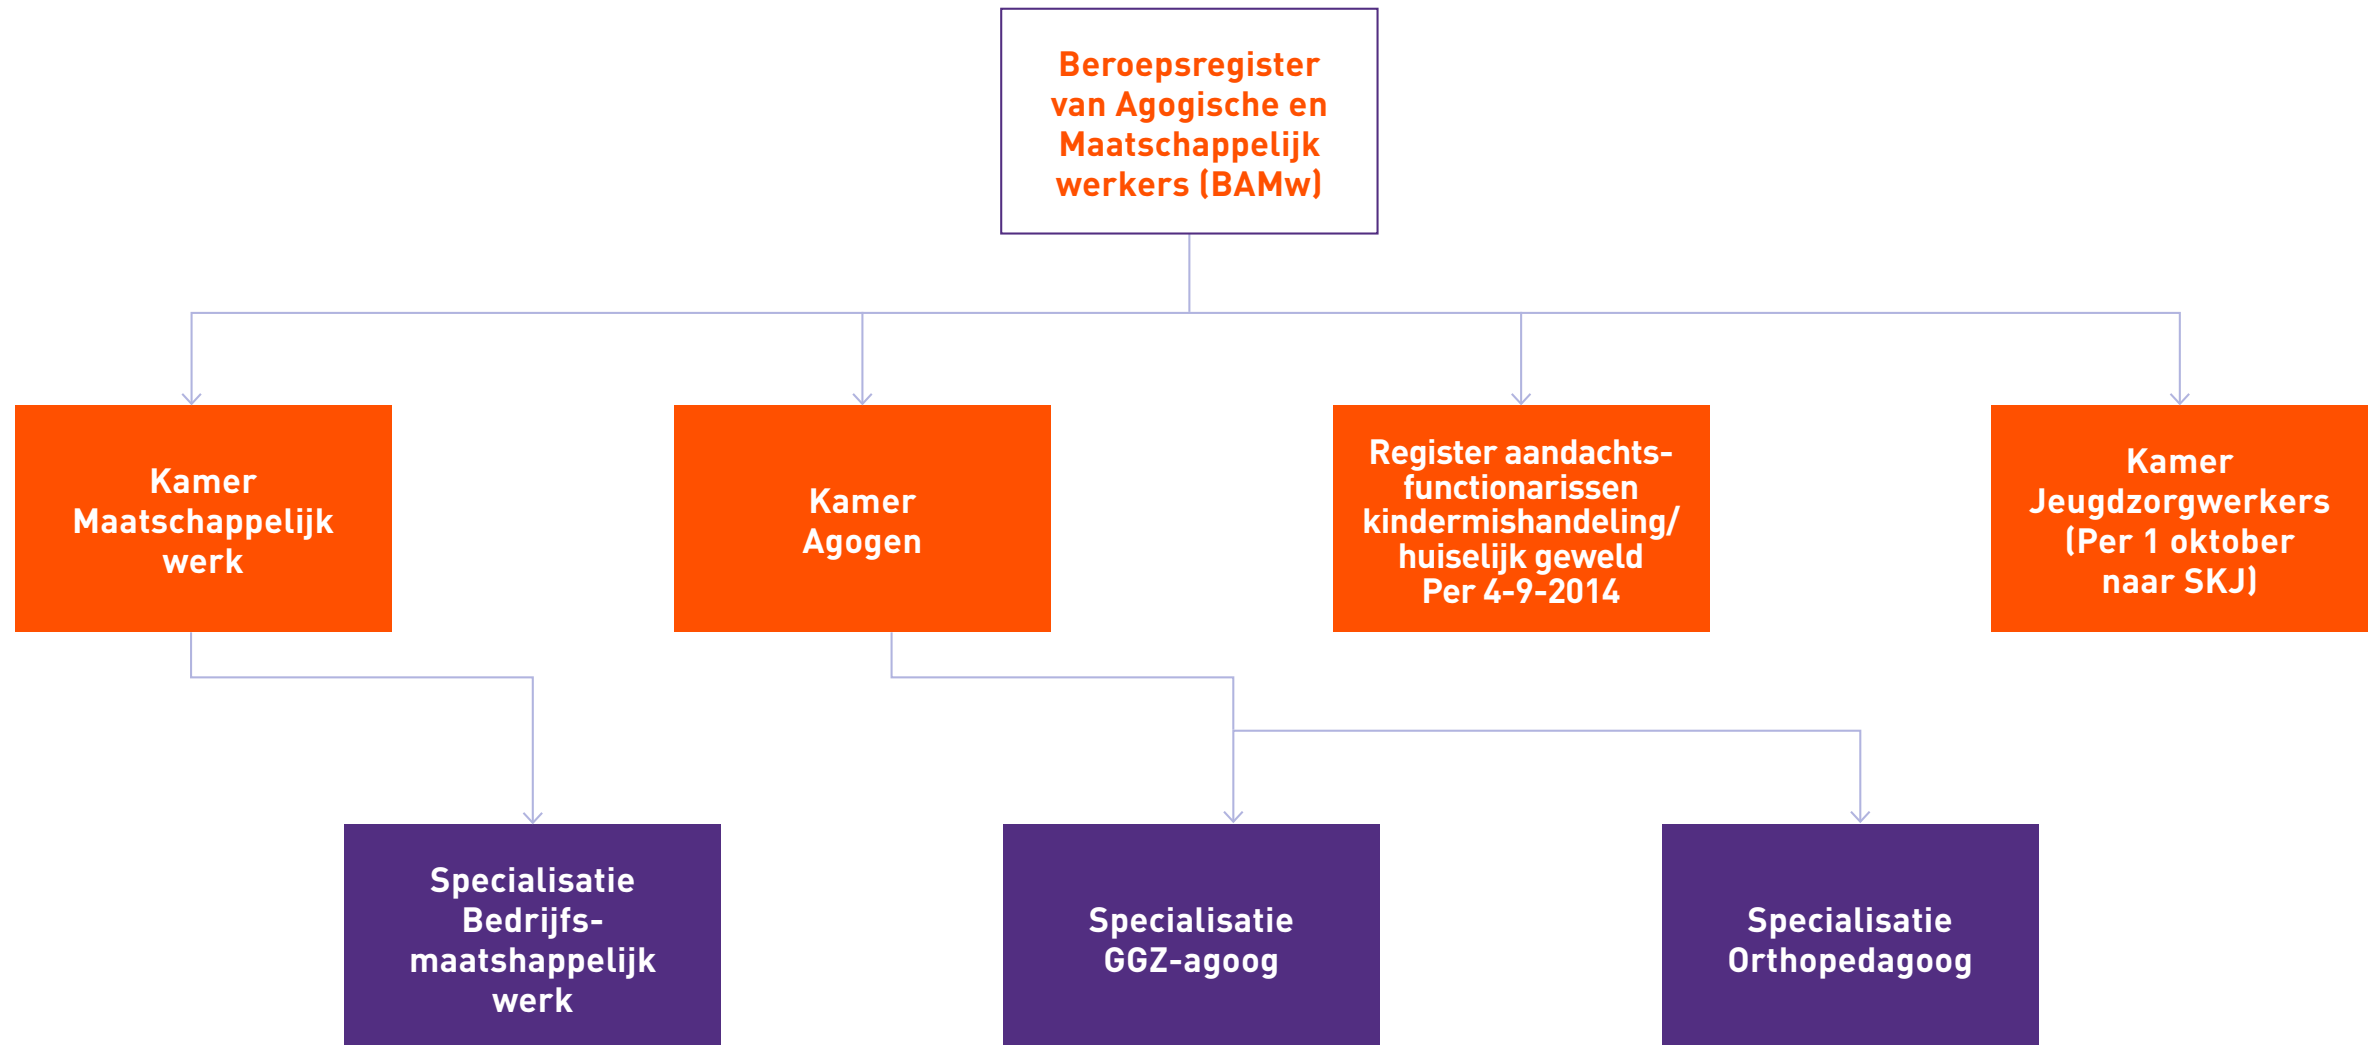 Beroepsregister
van Agogische en
Maatschappelijk
werkers (BAMw)
Kamer
Maatschappelijk
werk
Kamer
Agogen
Register aandachts-
functionarissen
kindermishandeling/
huiselijk geweld
Per 4-9-2014
Kamer
Jeugdzorgwerkers
(Per 1 oktober
naar SKJ)
Specialisatie
Bedrijfs-
maatshappelijk
werk
Specialisatie
GGZ-agoog
Specialisatie
Orthopedagoog